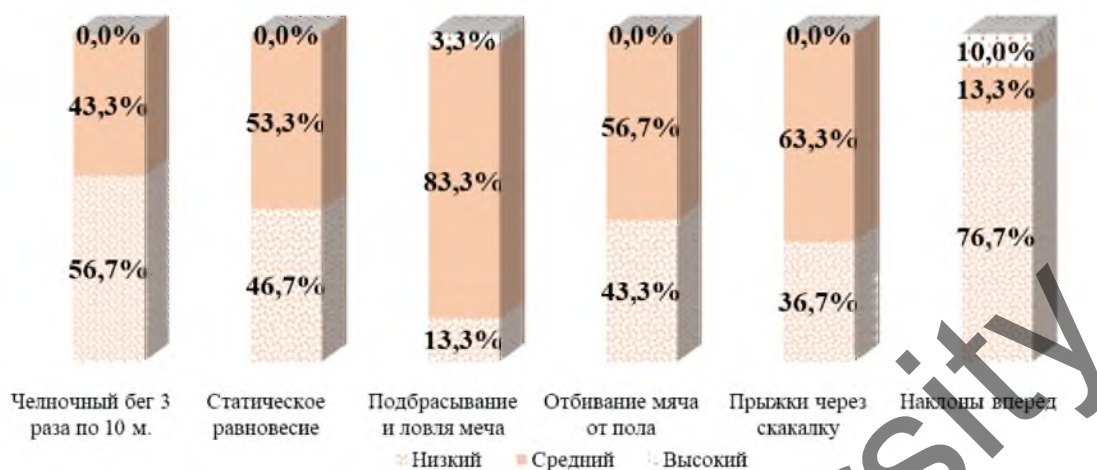 0,0% 0,0% 3,3% 0,0% 0,0% 10,0%
43,3% 53,3% 83,3% 56,7% 63,3% 13,3%
56,7% 46,7% 13,3% 43,3% 36,7% 76,7%
Челночный бег 3 Статическое Подбрасывание Отбивание мяча Прыжки через Наклоны вперед
раза по 10 м. равновесие и ловля меча от пола скакалку
Низкий Средний Высокий
sity